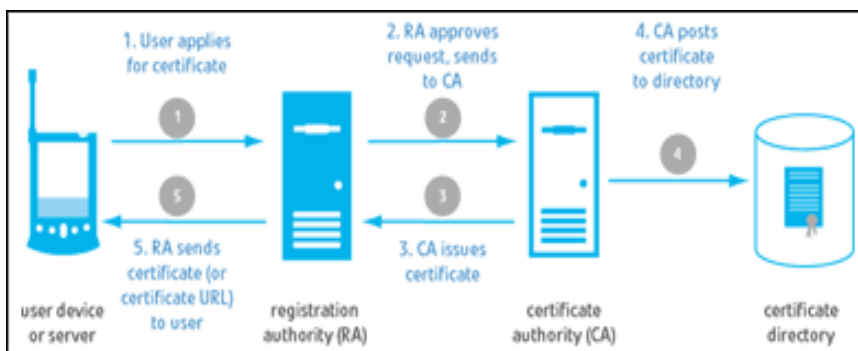 1. User applies
for certificate
2. RA approves
request, sends
to CA
4. CA posts
certificate
to directory
1
2
4
5
3
5. RA sends
certificate (or
certificate URL)
to user
3. CA issues
certificate
user device
or server
registration
authority (RA)
certificate
authority (CA)
certificate
directory